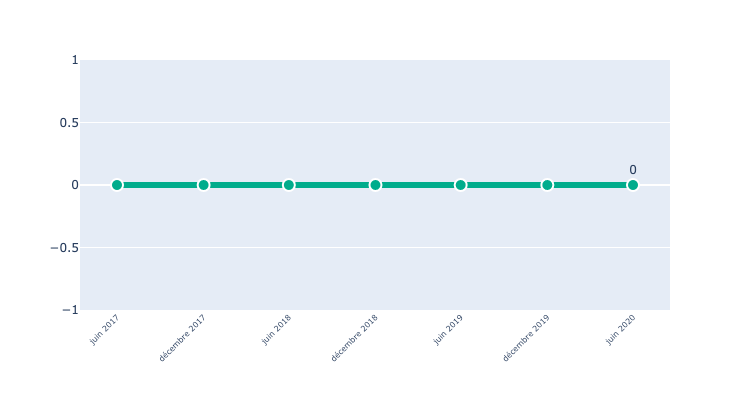 1
0.5
0
−0.5
−1
0
juin 2017
décembre 2017
juin 2018
décembre 2018
juin 2019
décembre 2019
juin 2020